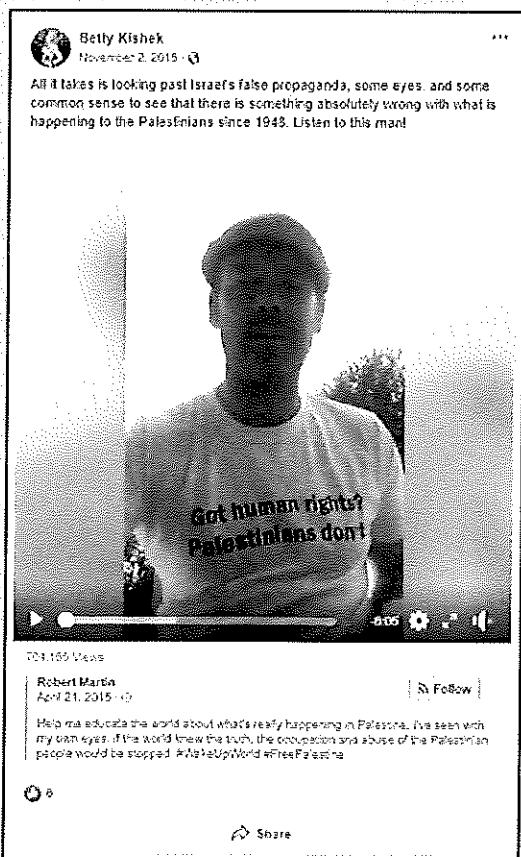 Betty Kishek
November 2, 2015 ·
All it takes is looking past Israel's false propaganda, some eyes, and some
common sense to see that there is something absolutely wrong with what is
happening to the Palestinians since 1948. Listen to this man!
Got human rights?
Palestinians don't
-6:05
Views
Robert Martin
April 21, 2015 ·
Follow
Help me educate the world about what's really happening in Palestine. I've seen with
my own eyes. If the world knew the truth, the occupation and abuse of the Palestinian
people would be stopped. #WakeUpWorld #FreePalestine
Share